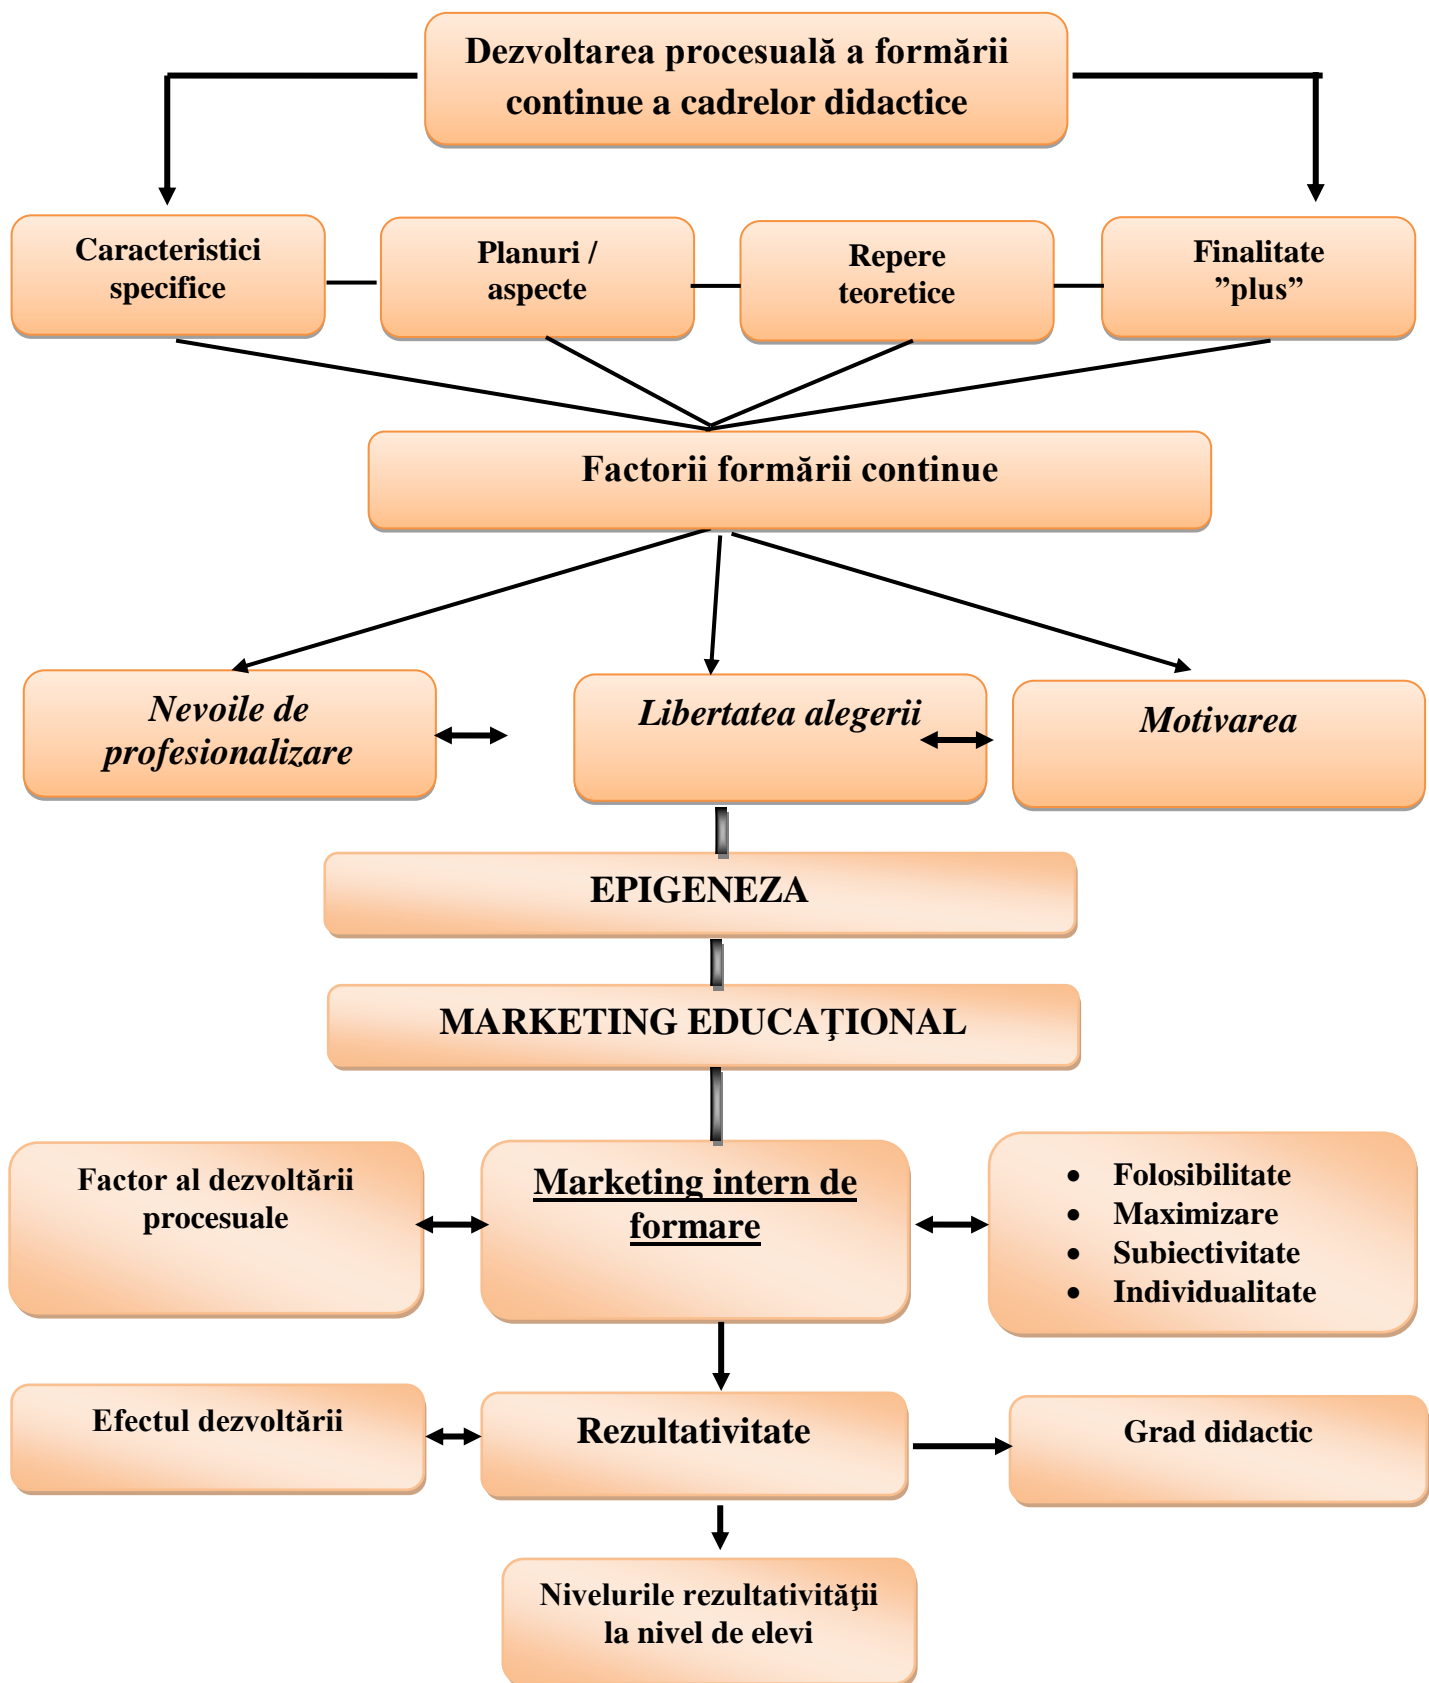 Dezvoltarea procesuală a formării
continue a cadrelor didactice
Caracteristici
specifice
Planuri /
aspecte
Repere
teoretice
Finalitate
”plus”
Factorii formării continue
Nevoile de
profesionalizare
Libertatea alegerii
Motivarea
EPIGENEZA
MARKETING EDUCAŢIONAL
Factor al dezvoltării
procesuale
Marketing intern de
formare
• Folosibilitate
• Maximizare
• Subiectivitate
• Individualitate
Efectul dezvoltării
Rezultativitate
Grad didactic
Nivelurile rezultativităţii
la nivel de elevi